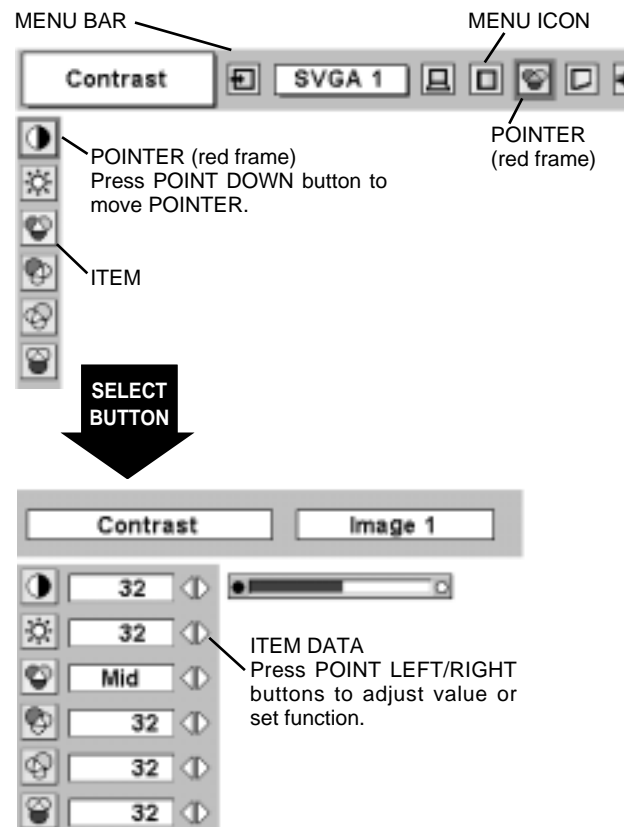 MENU BAR
MENU ICON
Contrast
SVGA 1
POINTER
(red frame)
POINTER (red frame)
Press POINT DOWN button to
move POINTER.
ITEM
SELECT
BUTTON
Contrast
Image 1
32
32
ITEM DATA
Press POINT LEFT/RIGHT
Mid
buttons to adjust value or
set function.
32
32
32